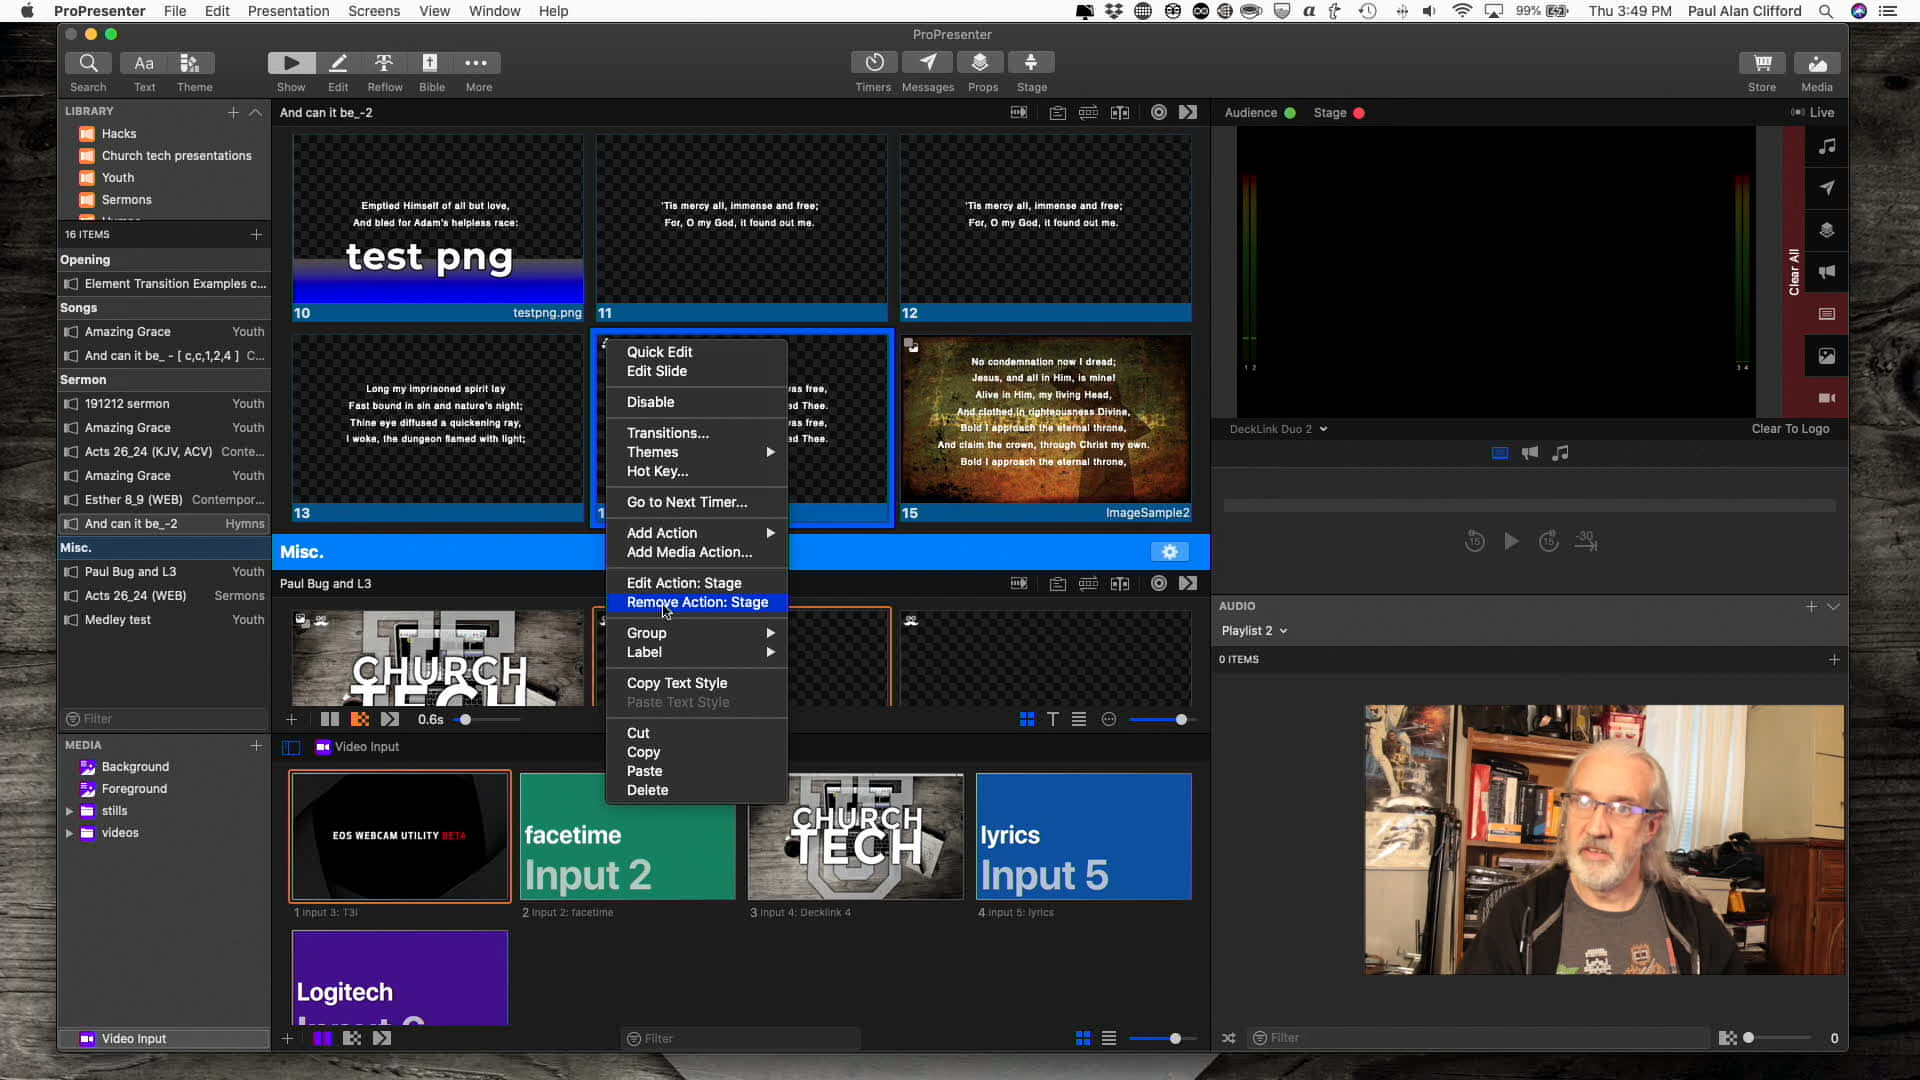 ProPresenter File Edit Presentation Screens View Window Help
99% Thu 3:49 PM Paul Alan Clifford
ProPresenter
Search Text Theme Show Edit Reflow Bible More Timers Messages Props Stage Store Media
LIBRARY
Hacks
Church tech presentations
Youth
Sermons
16 ITEMS
Opening
Element Transition Examples c...
Songs
Amazing Grace Youth
And can it be_ - [ c,c,1,2,4 ] C...
Sermon
191212 sermon Youth
Amazing Grace Youth
Acts 26_24 (KJV, ACV) Conte...
Amazing Grace Youth
Esther 8_9 (WEB) Contempor...
And can it be_-2 Hymns
Misc.
Paul Bug and L3 Youth
Acts 26_24 (WEB) Sermons
Medley test Youth
Filter
MEDIA
Background
Foreground
stills
videos
Video Input
And can it be_-2
Emptied Himself of all but love,
And bled for Adam's helpless race:
test png
10 testpng.png
'Tis mercy all, immense and free;
For, O my God, it found out me.
11
'Tis mercy all, immense and free;
For, O my God, it found out me.
12
Long my imprisoned spirit lay
Fast bound in sin and nature's night;
Thine eye diffused a quickening ray,
I woke, the dungeon flamed with light;
13
was free,
ed Thee.
was free,
ed Thee.
1
No condemnation now I dread;
Jesus, and all in Him, is mine!
Alive in Him, my living Head,
And clothed in righteousness Divine,
Bold I approach the eternal throne,
And claim the crown, through Christ my own.
Bold I approach the eternal throne,
15 ImageSample2
Quick Edit
Edit Slide
Disable
Transitions...
Themes
Hot Key...
Go to Next Timer...
Add Action
Add Media Action...
Edit Action: Stage
Remove Action: Stage
Group
Label
Copy Text Style
Paste Text Style
Cut
Copy
Paste
Delete
Misc.
Paul Bug and L3
CHURCH
TECH
0.6s
Video Input
EOS WEBCAM UTILITY BETA
1 Input 3: T3i
facetime
Input 2
2 Input 2: facetime
CHURCH
TECH
3 Input 4: Decklink 4
lyrics
Input 5
4 Input 5: lyrics
Logitech
Filter
Audience Stage Live
1 2
3 4
Clear All
DeckLink Duo 2 Clear To Logo
15 15 -30
AUDIO
Playlist 2
0 ITEMS
Filter 0